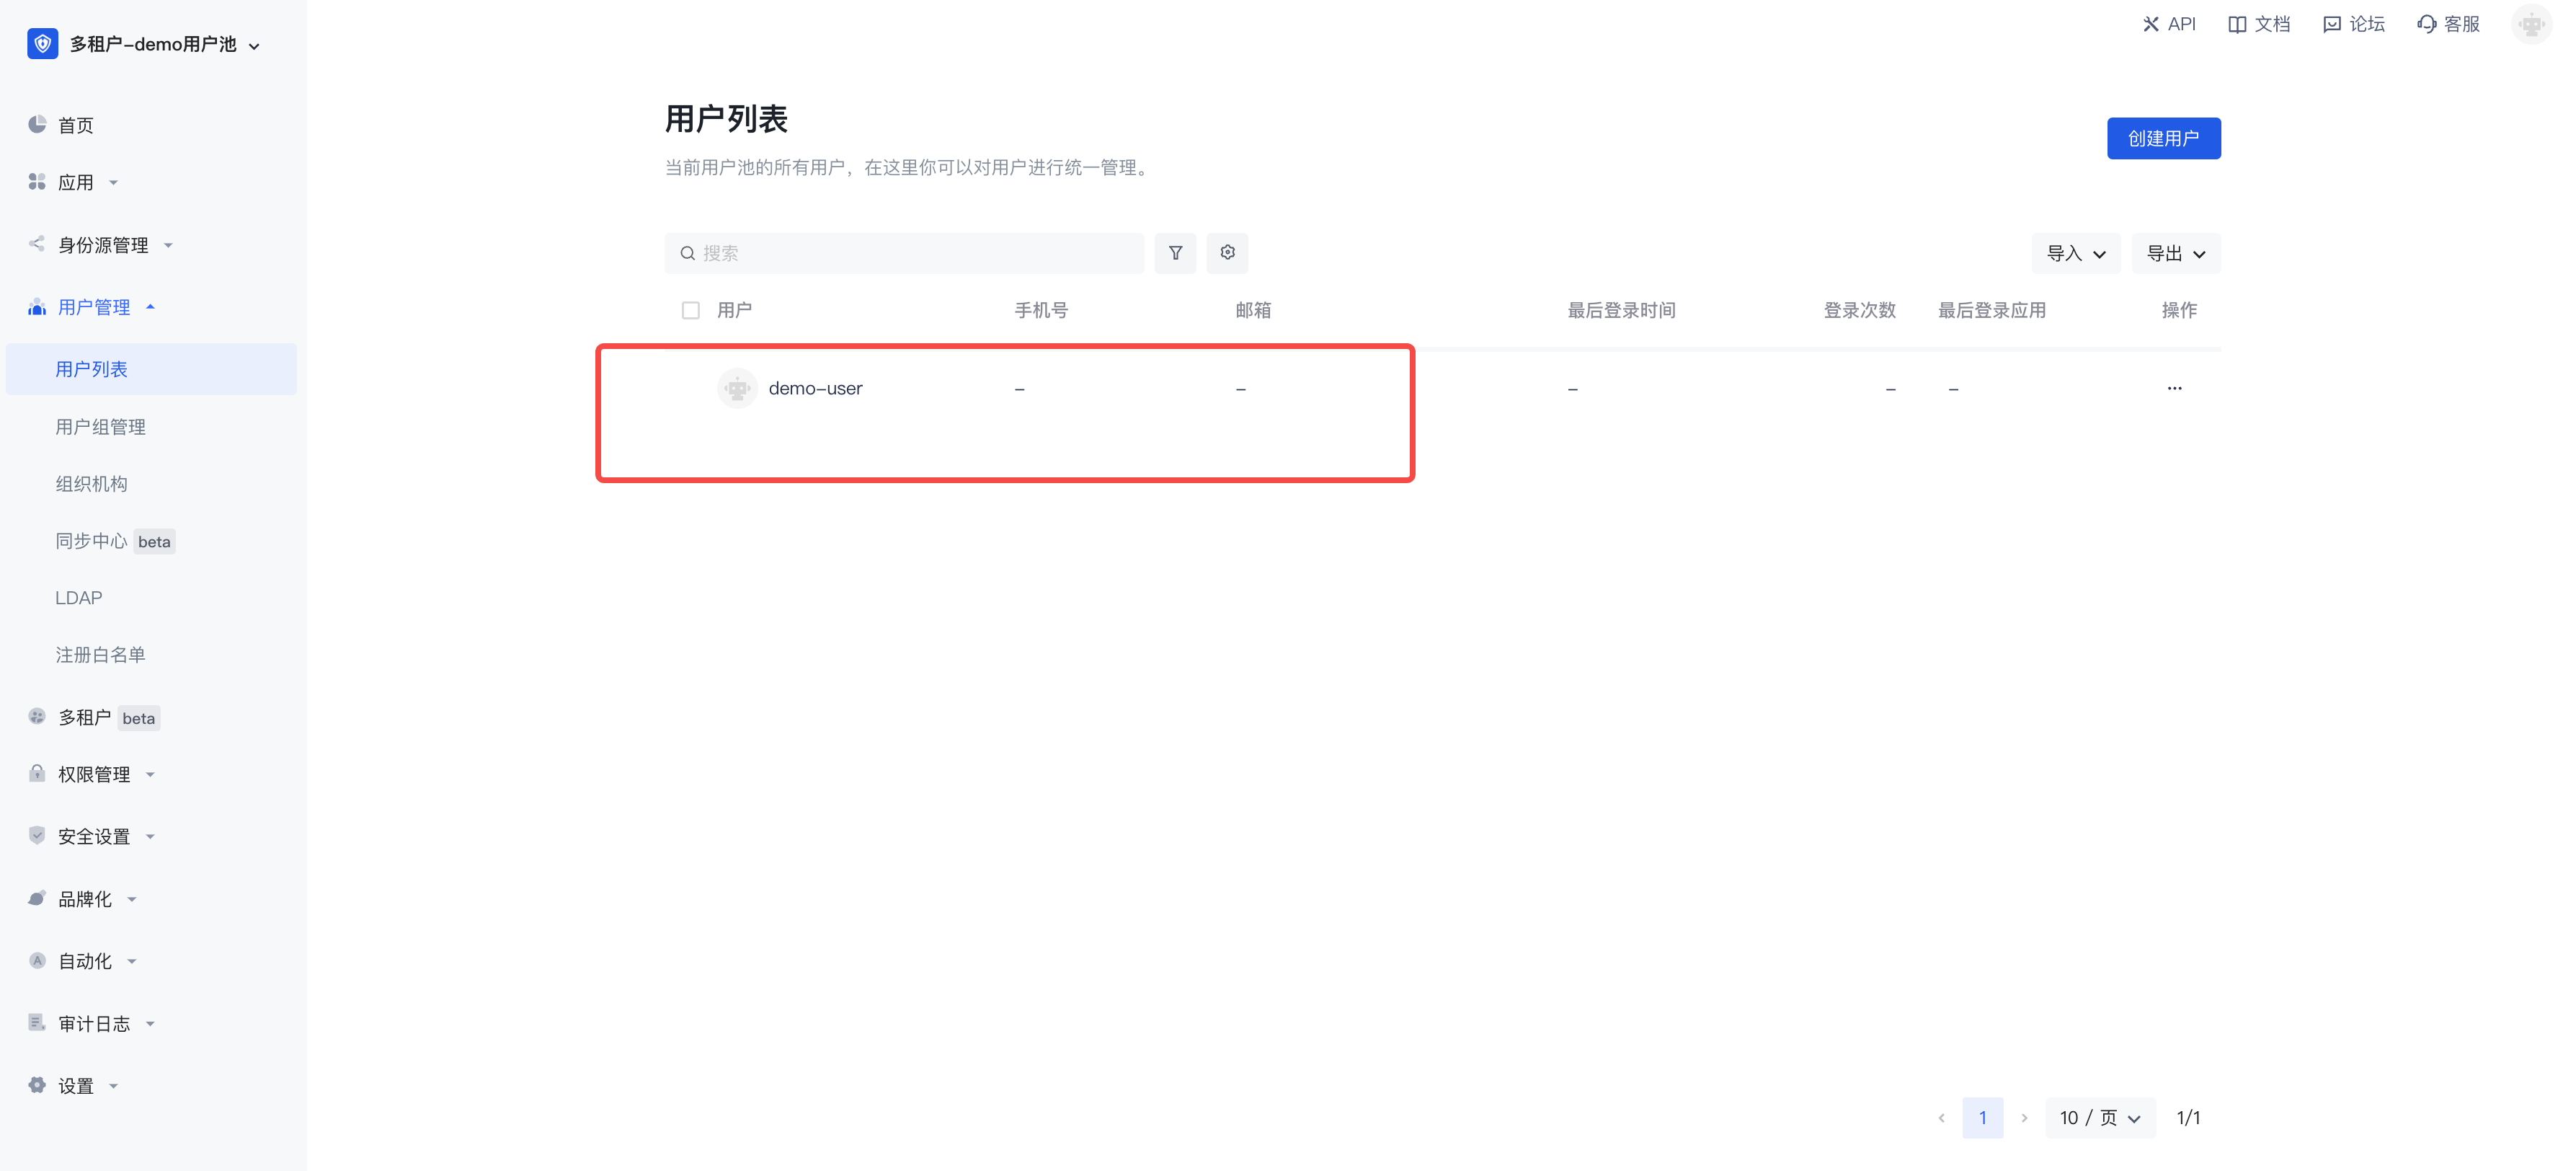 多租户-demo用户池
API
文档
论坛
客服
首页
应用
身份源管理
用户管理
用户列表
用户组管理
组织机构
同步中心 beta
LDAP
注册白名单
多租户 beta
权限管理
安全设置
品牌化
自动化
审计日志
设置
用户列表
当前用户池的所有用户，在这里你可以对用户进行统一管理。
创建用户
搜索
导入
导出
用户 手机号 邮箱 最后登录时间 登录次数 最后登录应用 操作
demo-user - - - - - ...
1 10 / 页 1/1